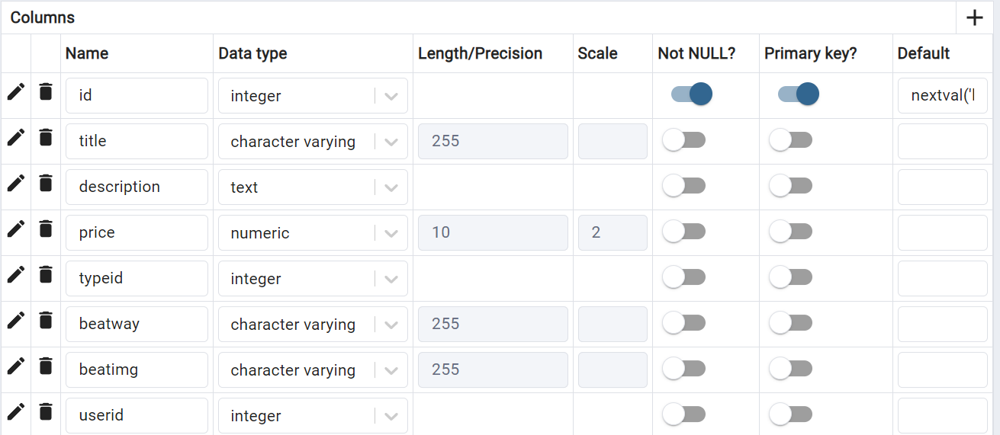 Columns
Name Data type Length/Precision Scale Not NULL? Primary key? Default
id integer nextval('
title character varying 255
description text
price numeric 10 2
typeid integer
beatway character varying 255
beatimg character varying 255
userid integer